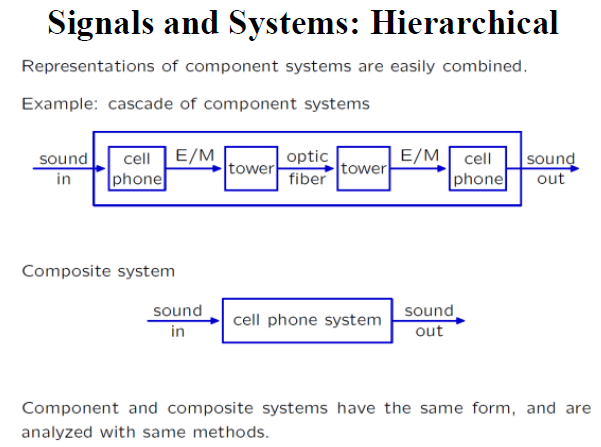 Signals and Systems: Hierarchical
Representations of component systems are easily combined.
Example: cascade of component systems
sound in
cell phone
E/M
tower
optic fiber
tower
E/M
cell phone
sound out
Composite system
sound in
cell phone system
sound out
Component and composite systems have the same form, and are
analyzed with same methods.